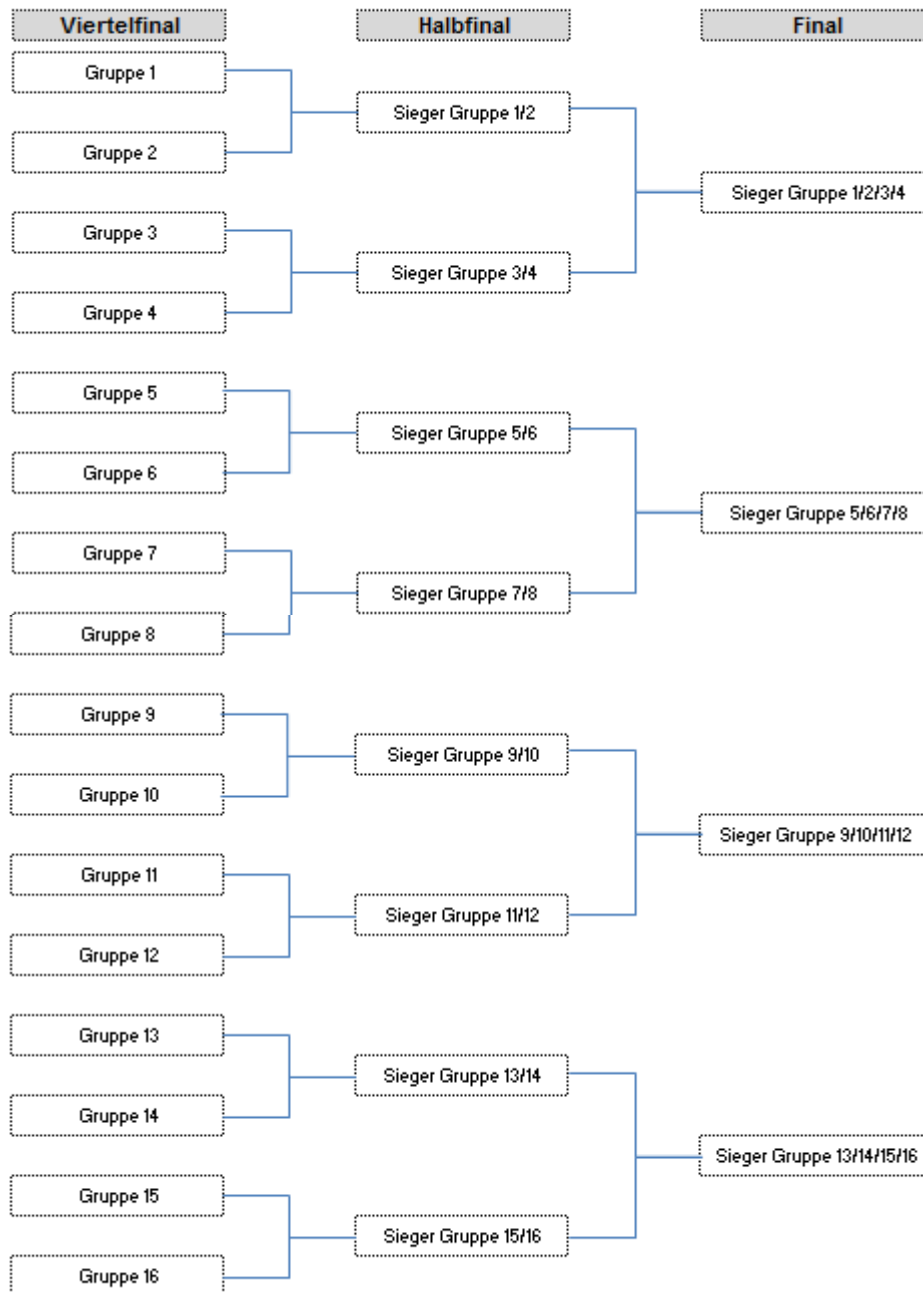 Viertelfinal
Halbfinal
Final
Gruppe 1
Sieger Gruppe 1/2
Gruppe 2
Sieger Gruppe 1/2/3/4
Gruppe 3
Sieger Gruppe 3/4
Gruppe 4
Gruppe 5
Sieger Gruppe 5/6
Gruppe 6
Sieger Gruppe 5/6/7/8
Gruppe 7
Sieger Gruppe 7/8
Gruppe 8
Gruppe 9
Sieger Gruppe 9/10
Gruppe 10
Sieger Gruppe 9/10/11/12
Gruppe 11
Sieger Gruppe 11/12
Gruppe 12
Gruppe 13
Sieger Gruppe 13/14
Gruppe 14
Sieger Gruppe 13/14/15/16
Gruppe 15
Sieger Gruppe 15/16
Gruppe 16